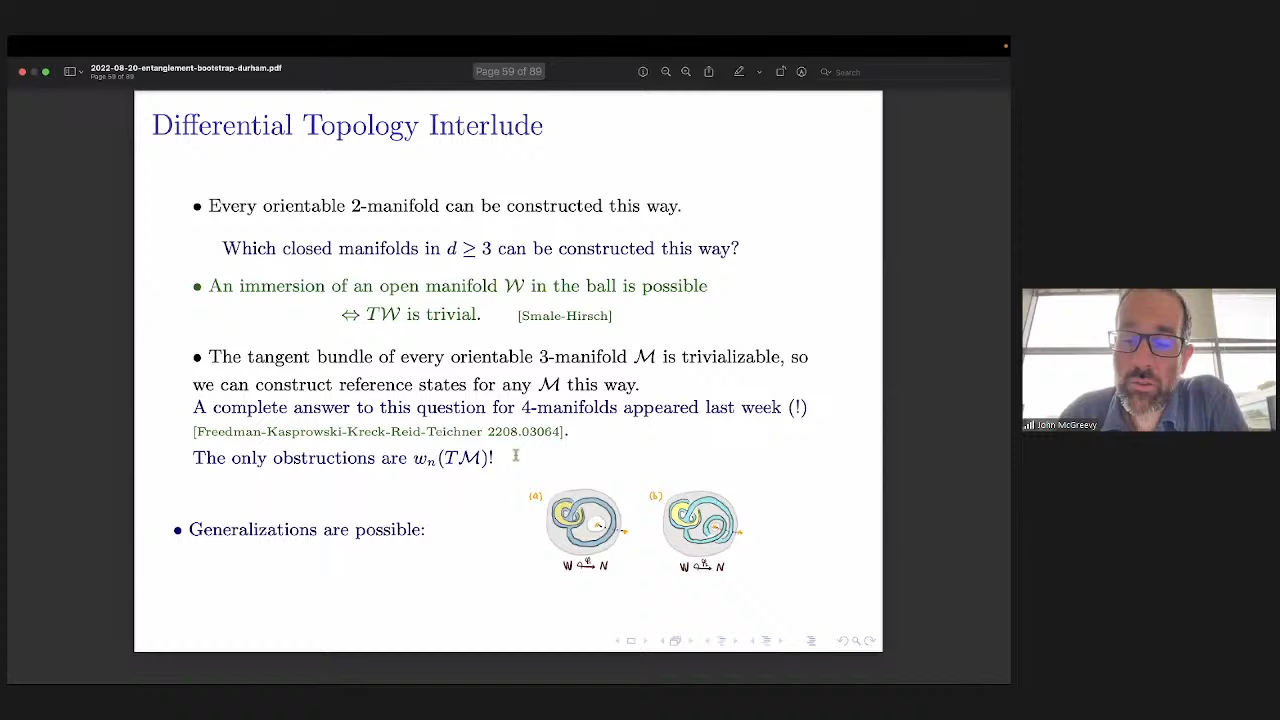 2022-08-20-entanglement-bootstrap-durham.pdf
Page 59 of 89
Page 59 of 89
Search
Differential Topology Interlude
• Every orientable 2-manifold can be constructed this way.
Which closed manifolds in d ≥ 3 can be constructed this way?
• An immersion of an open manifold 𝒲 in the ball is possible
⇔ T𝒲 is trivial. [Smale-Hirsch]
• The tangent bundle of every orientable 3-manifold ℳ is trivializable, so
we can construct reference states for any ℳ this way.
A complete answer to this question for 4-manifolds appeared last week (!)
[Freedman-Kasprowski-Kreck-Reid-Teichner 2208.03064].
The only obstructions are wₙ(Tℳ)!
(a) (b)
• Generalizations are possible:
W N W N
John McGreevy